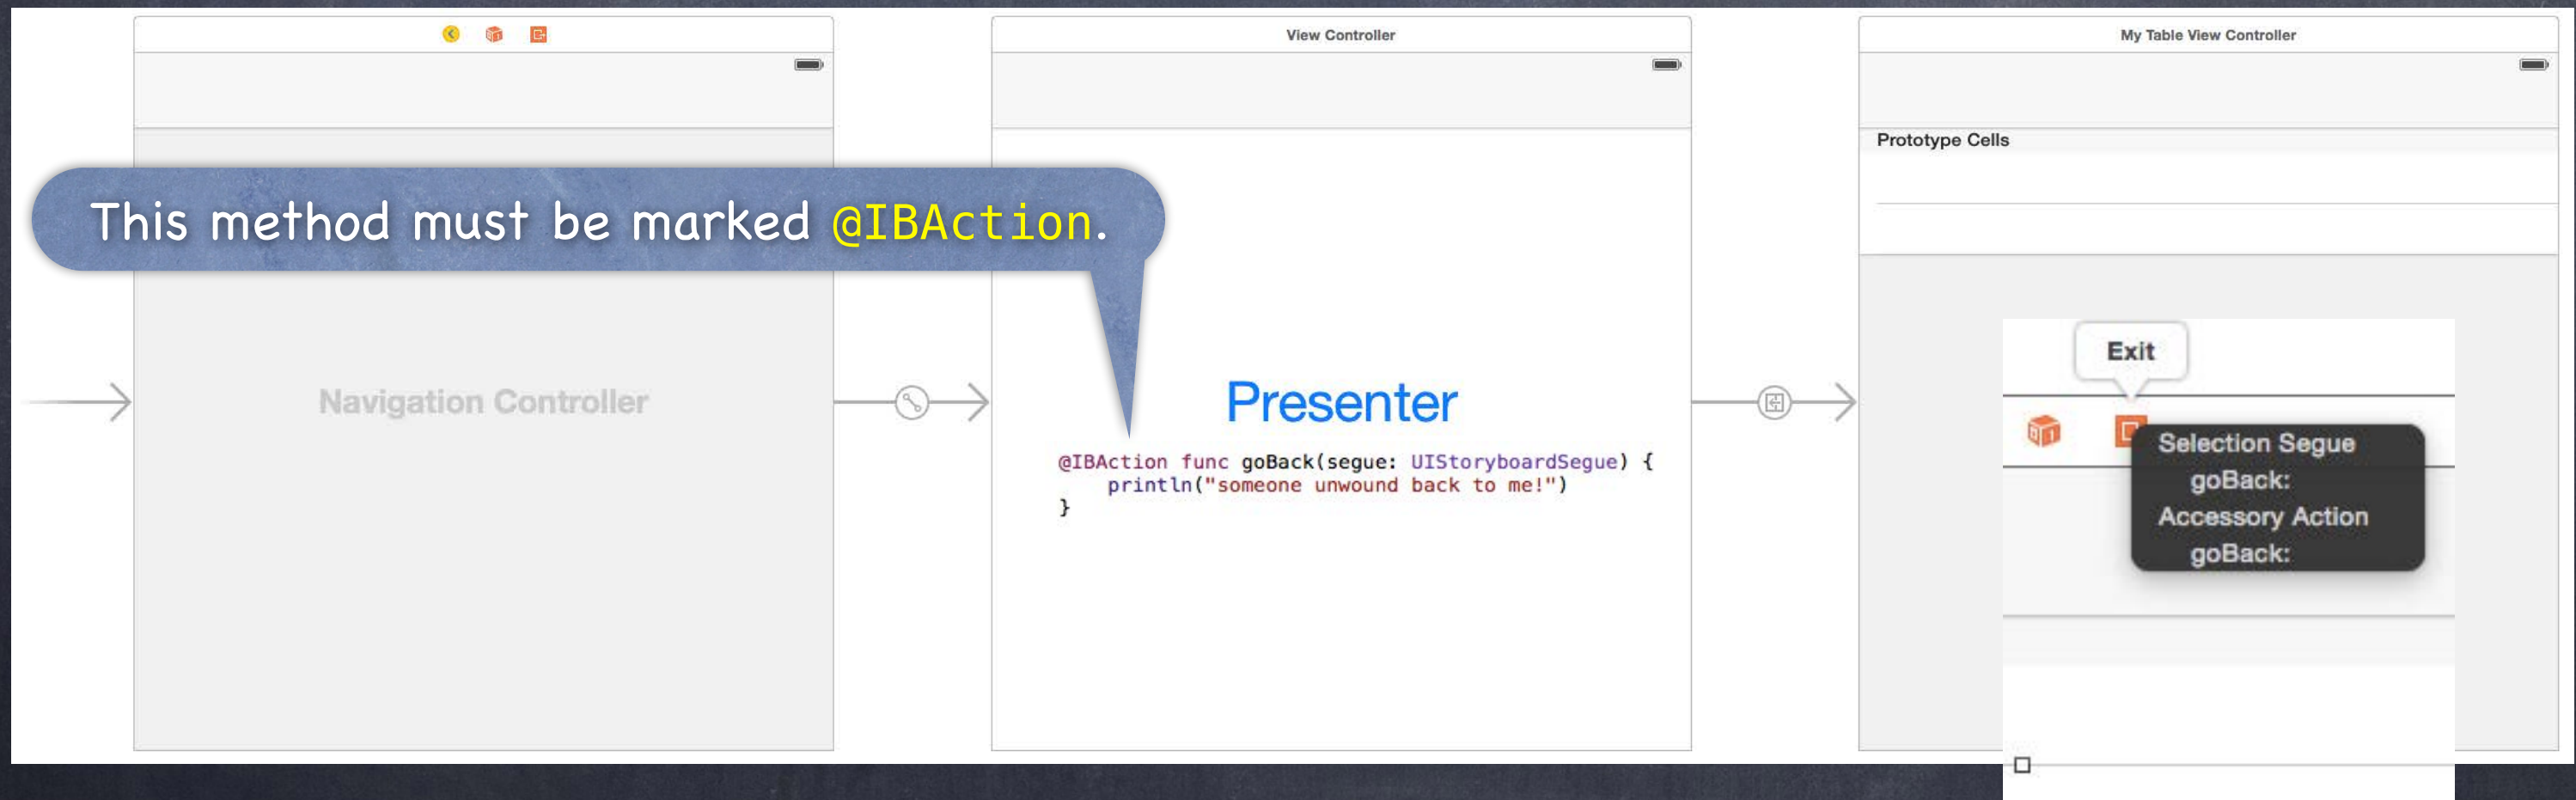 View Controller
My Table View Controller
Prototype Cells
This method must be marked @IBAction.
Navigation Controller
Presenter
@IBAction func goBack(segue: UIStoryboardSegue) {
    println("someone unwound back to me!")
}
Exit
Selection Segue
goBack:
Accessory Action
goBack: